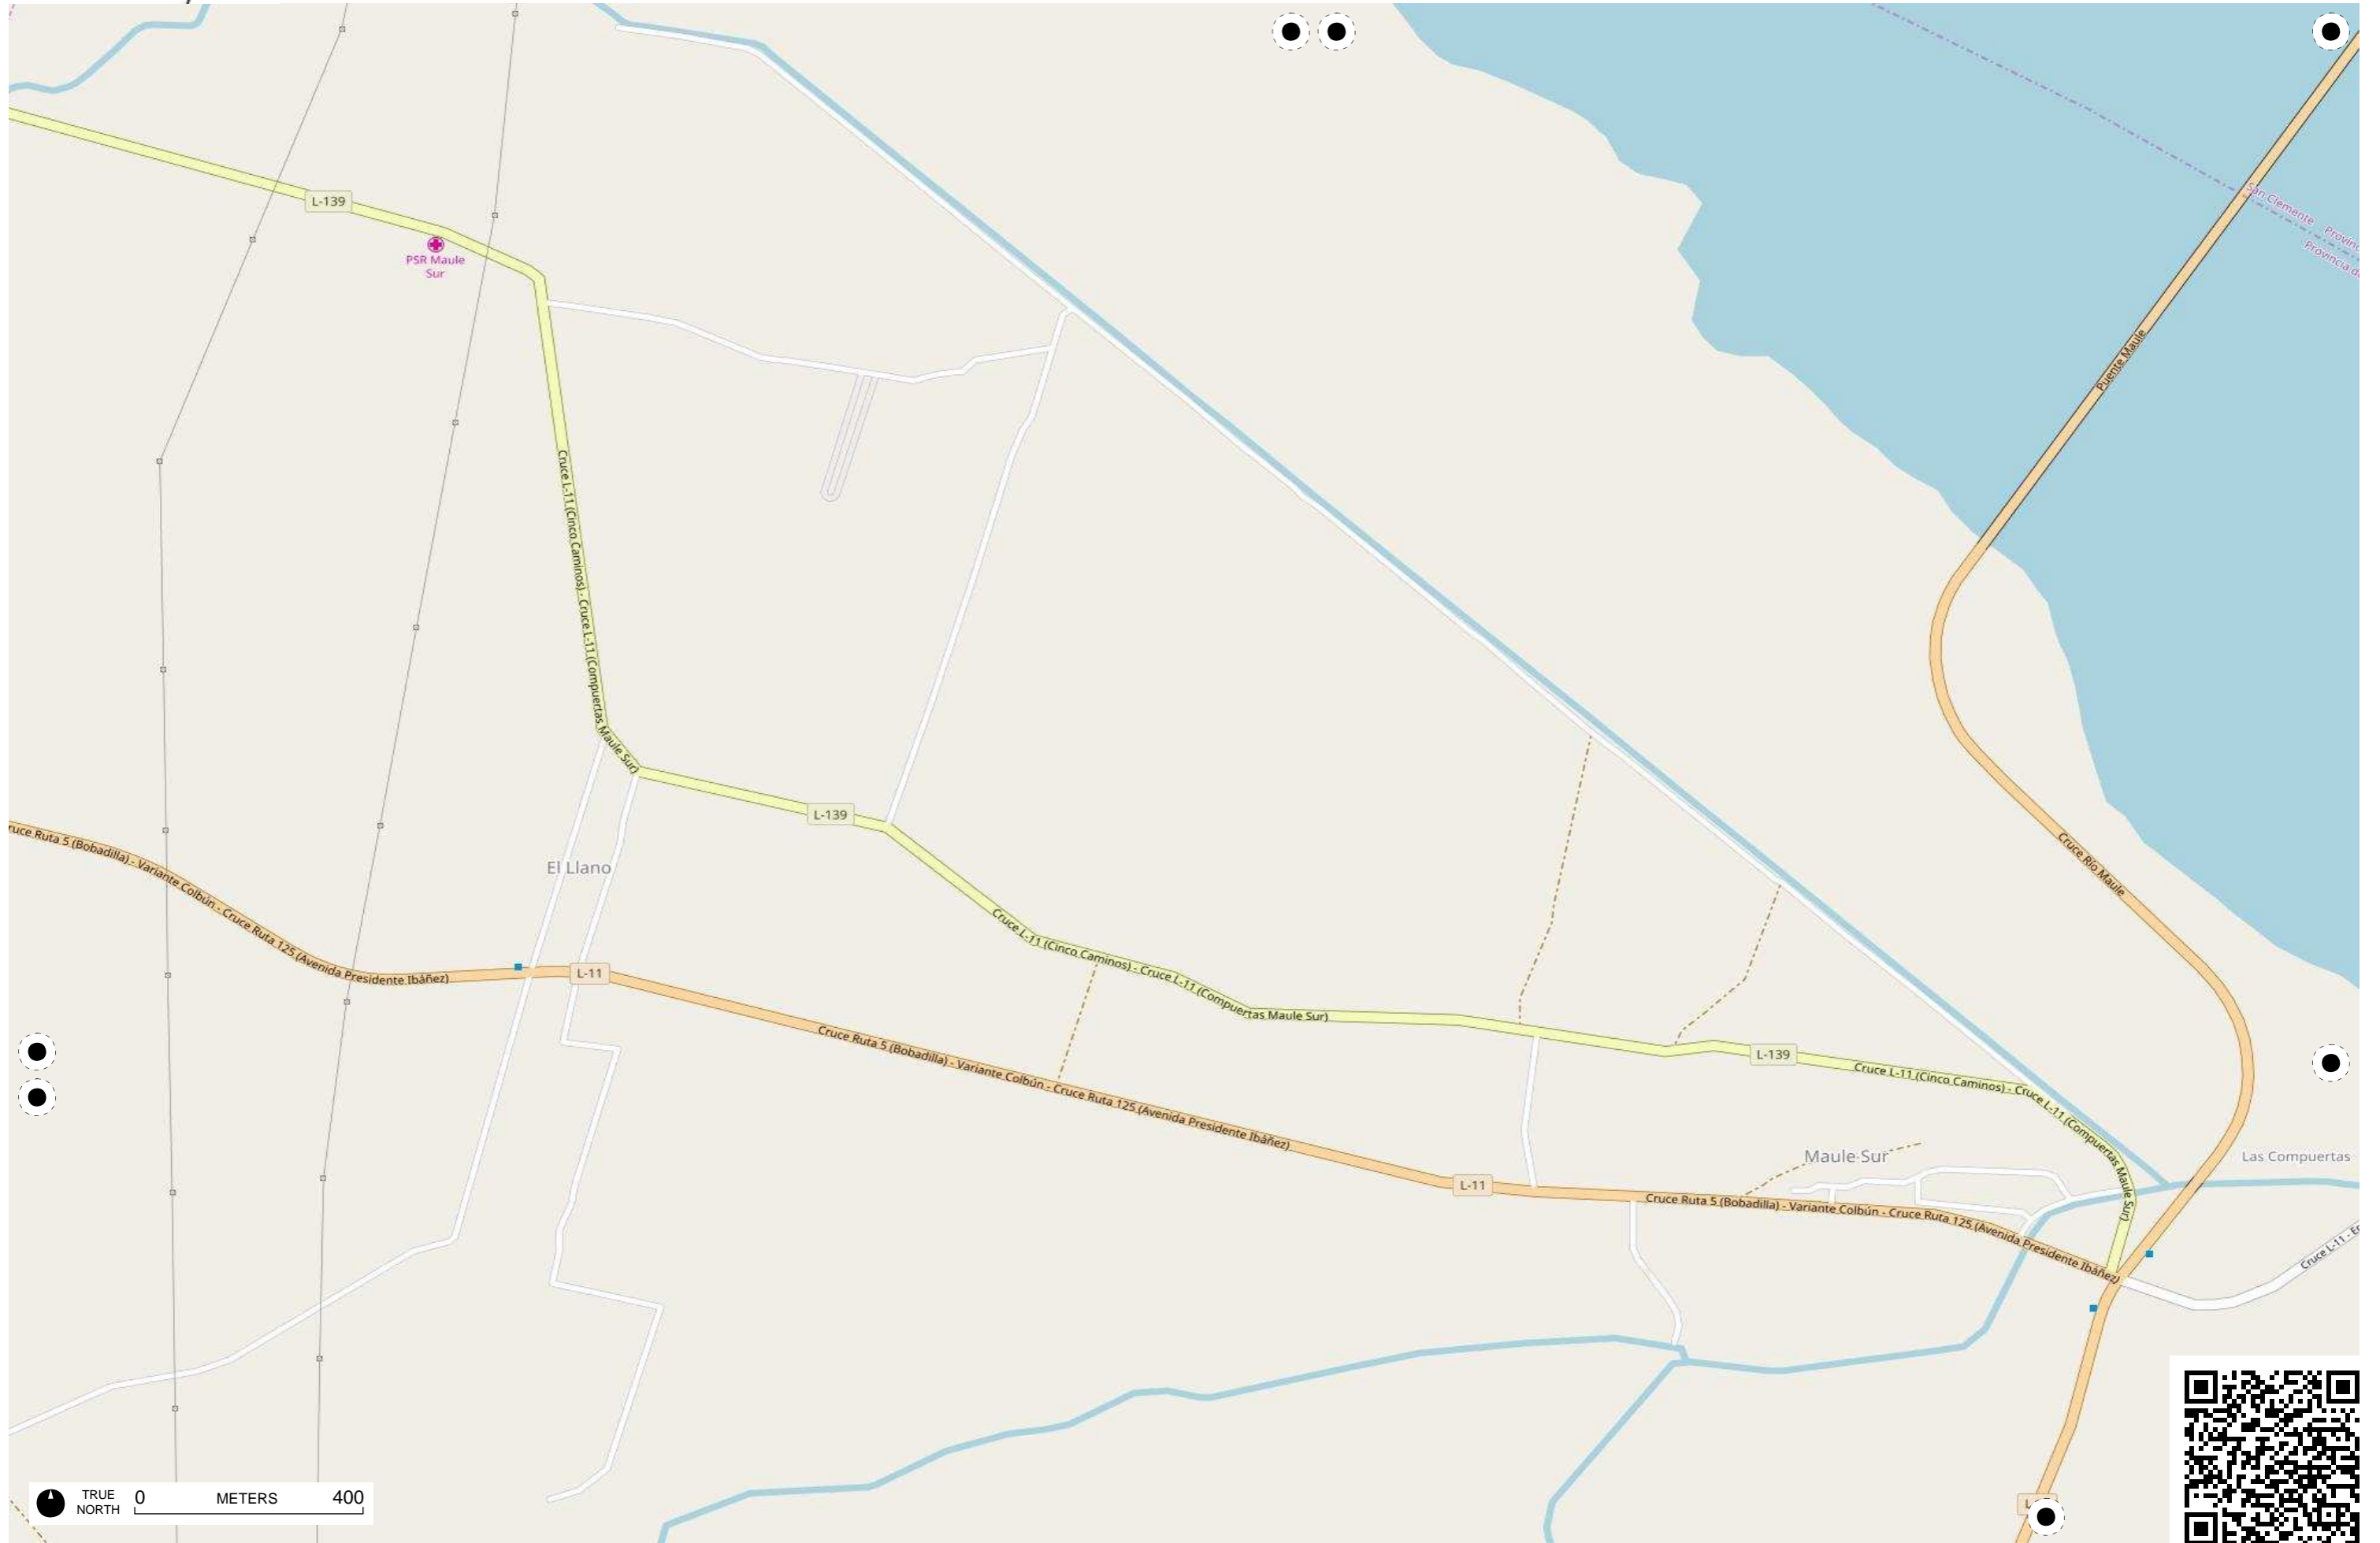 L-139
PSR Maule
Sur
San Clemente
Provincia de
Puente Maule
Cruce L-11 (Cinco Caminos) - Cruce L-11 (Compuertas Maule Sur)
L-139
ruce Ruta 5 (Bobadilla) - Variante Colbún - Cruce Ruta 125 (Avenida Presidente Ibáñez)
El Llano
Cruce Río Maule
L-11
Cruce L-11 (Cinco Caminos) - Cruce L-11 (Compuertas Maule Sur)
Cruce Ruta 5 (Bobadilla) - Variante Colbún - Cruce Ruta 125 (Avenida Presidente Ibáñez)
L-139
Cruce L-11 (Cinco Caminos) - Cruce L-11 (Compuertas Maule Sur)
Maule Sur
Las Compuertas
L-11
Cruce Ruta 5 (Bobadilla) - Variante Colbún - Cruce Ruta 125 (Avenida Presidente Ibáñez)
Cruce L-11 - E
TRUE
NORTH
0 METERS 400